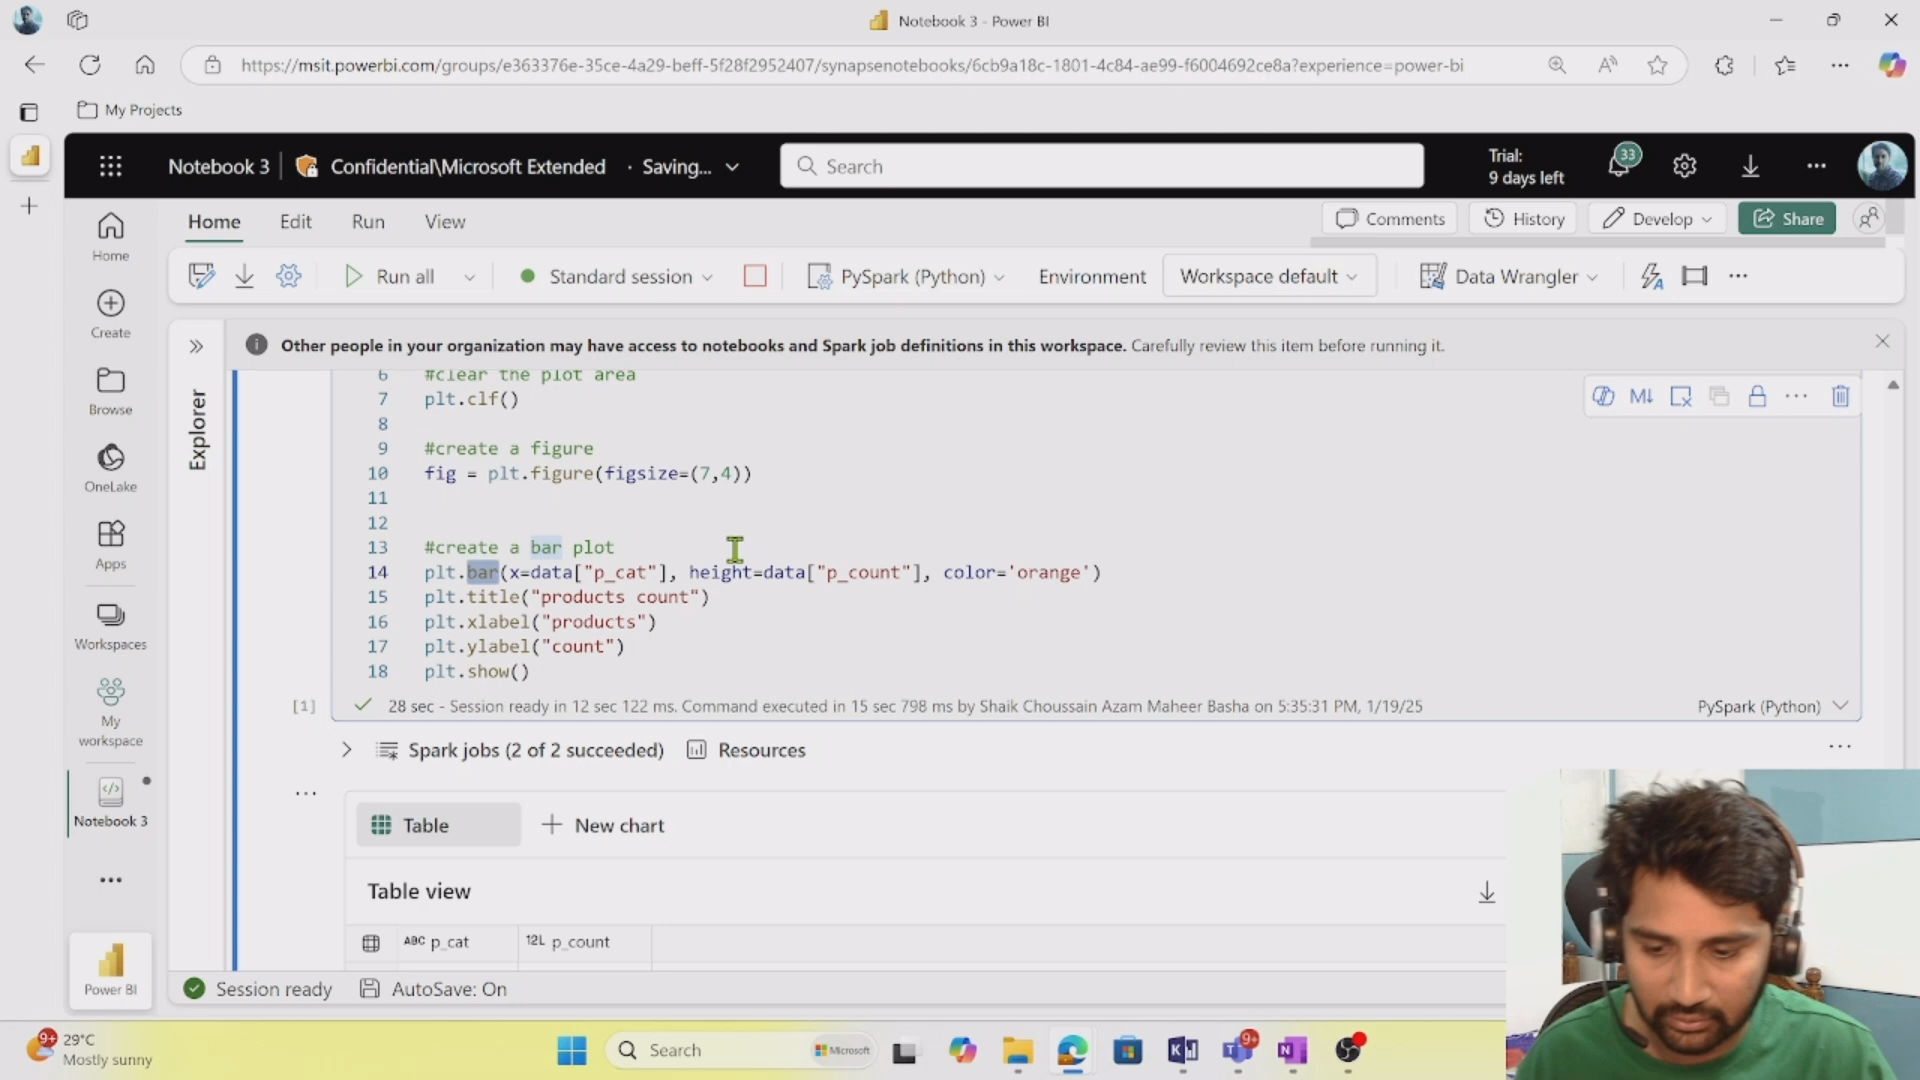 Notebook 3 - Power BI
https://msit.powerbi.com/groups/e363376e-35ce-4a29-beff-5f28f2952407/synapsenotebooks/6cb9a18c-1801-4c84-ae99-f6004692ce8a?experience=power-bi
My Projects
Notebook 3 | Confidential\Microsoft Extended · Saving...
Search
Trial:
9 days left
33
Home Edit Run View
Comments History Develop Share
Run all Standard session PySpark (Python) Environment Workspace default Data Wrangler
Home
Create
Browse
OneLake
Apps
Workspaces
My
workspace
Notebook 3
Power BI
Explorer
Other people in your organization may have access to notebooks and Spark job definitions in this workspace. Carefully review this item before running it.
6 #clear the plot area
7 plt.clf()
8
9 #create a figure
10 fig = plt.figure(figsize=(7,4))
11
12
13 #create a bar plot
14 plt.bar(x=data["p_cat"], height=data["p_count"], color='orange')
15 plt.title("products count")
16 plt.xlabel("products")
17 plt.ylabel("count")
18 plt.show()
M↓
[1] 28 sec - Session ready in 12 sec 122 ms. Command executed in 15 sec 798 ms by Shaik Choussain Azam Maheer Basha on 5:35:31 PM, 1/19/25
PySpark (Python)
Spark jobs (2 of 2 succeeded) Resources
Table + New chart
Table view
ABC p_cat 12L p_count
Session ready AutoSave: On
9+
29°C
Mostly sunny
Search
Microsoft
9+